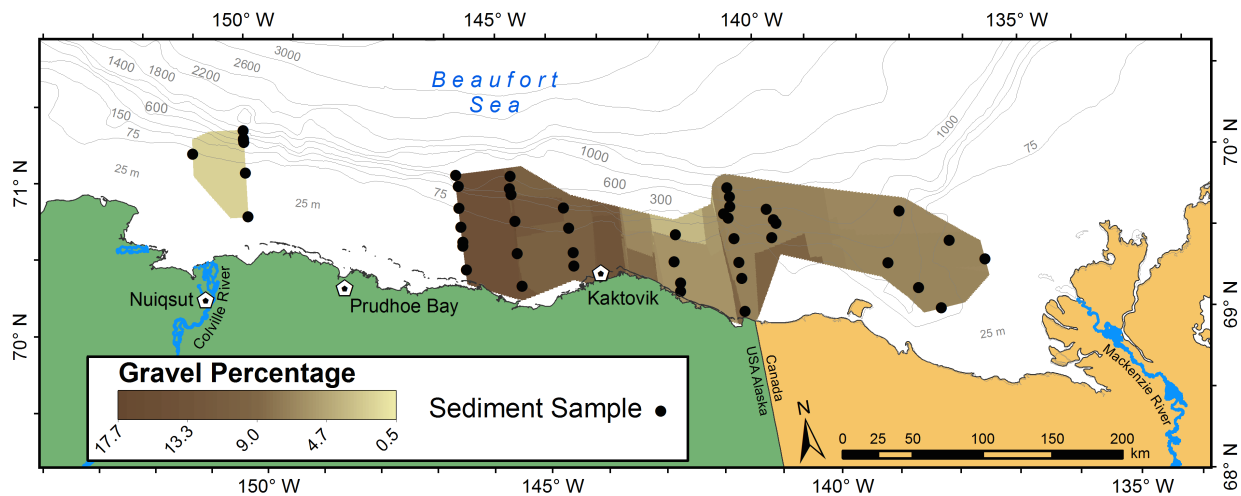 150° W
145° W
140° W
135° W
3000
2600
2200
1800
1400
600
150
75
25 m
Beaufort
Sea
1000
75
70° N
71° N
1000
600
300
75
25 m
Nuiqsut
Colville River
Prudhoe Bay
Kaktovik
25 m
69° N
70° N
Mackenzie River
USA Alaska
Canada
Gravel Percentage
17.7
13.3
9.0
4.7
0.5
Sediment Sample
N
0
25
50
100
150
200
km
68° N
150° W
145° W
140° W
135° W